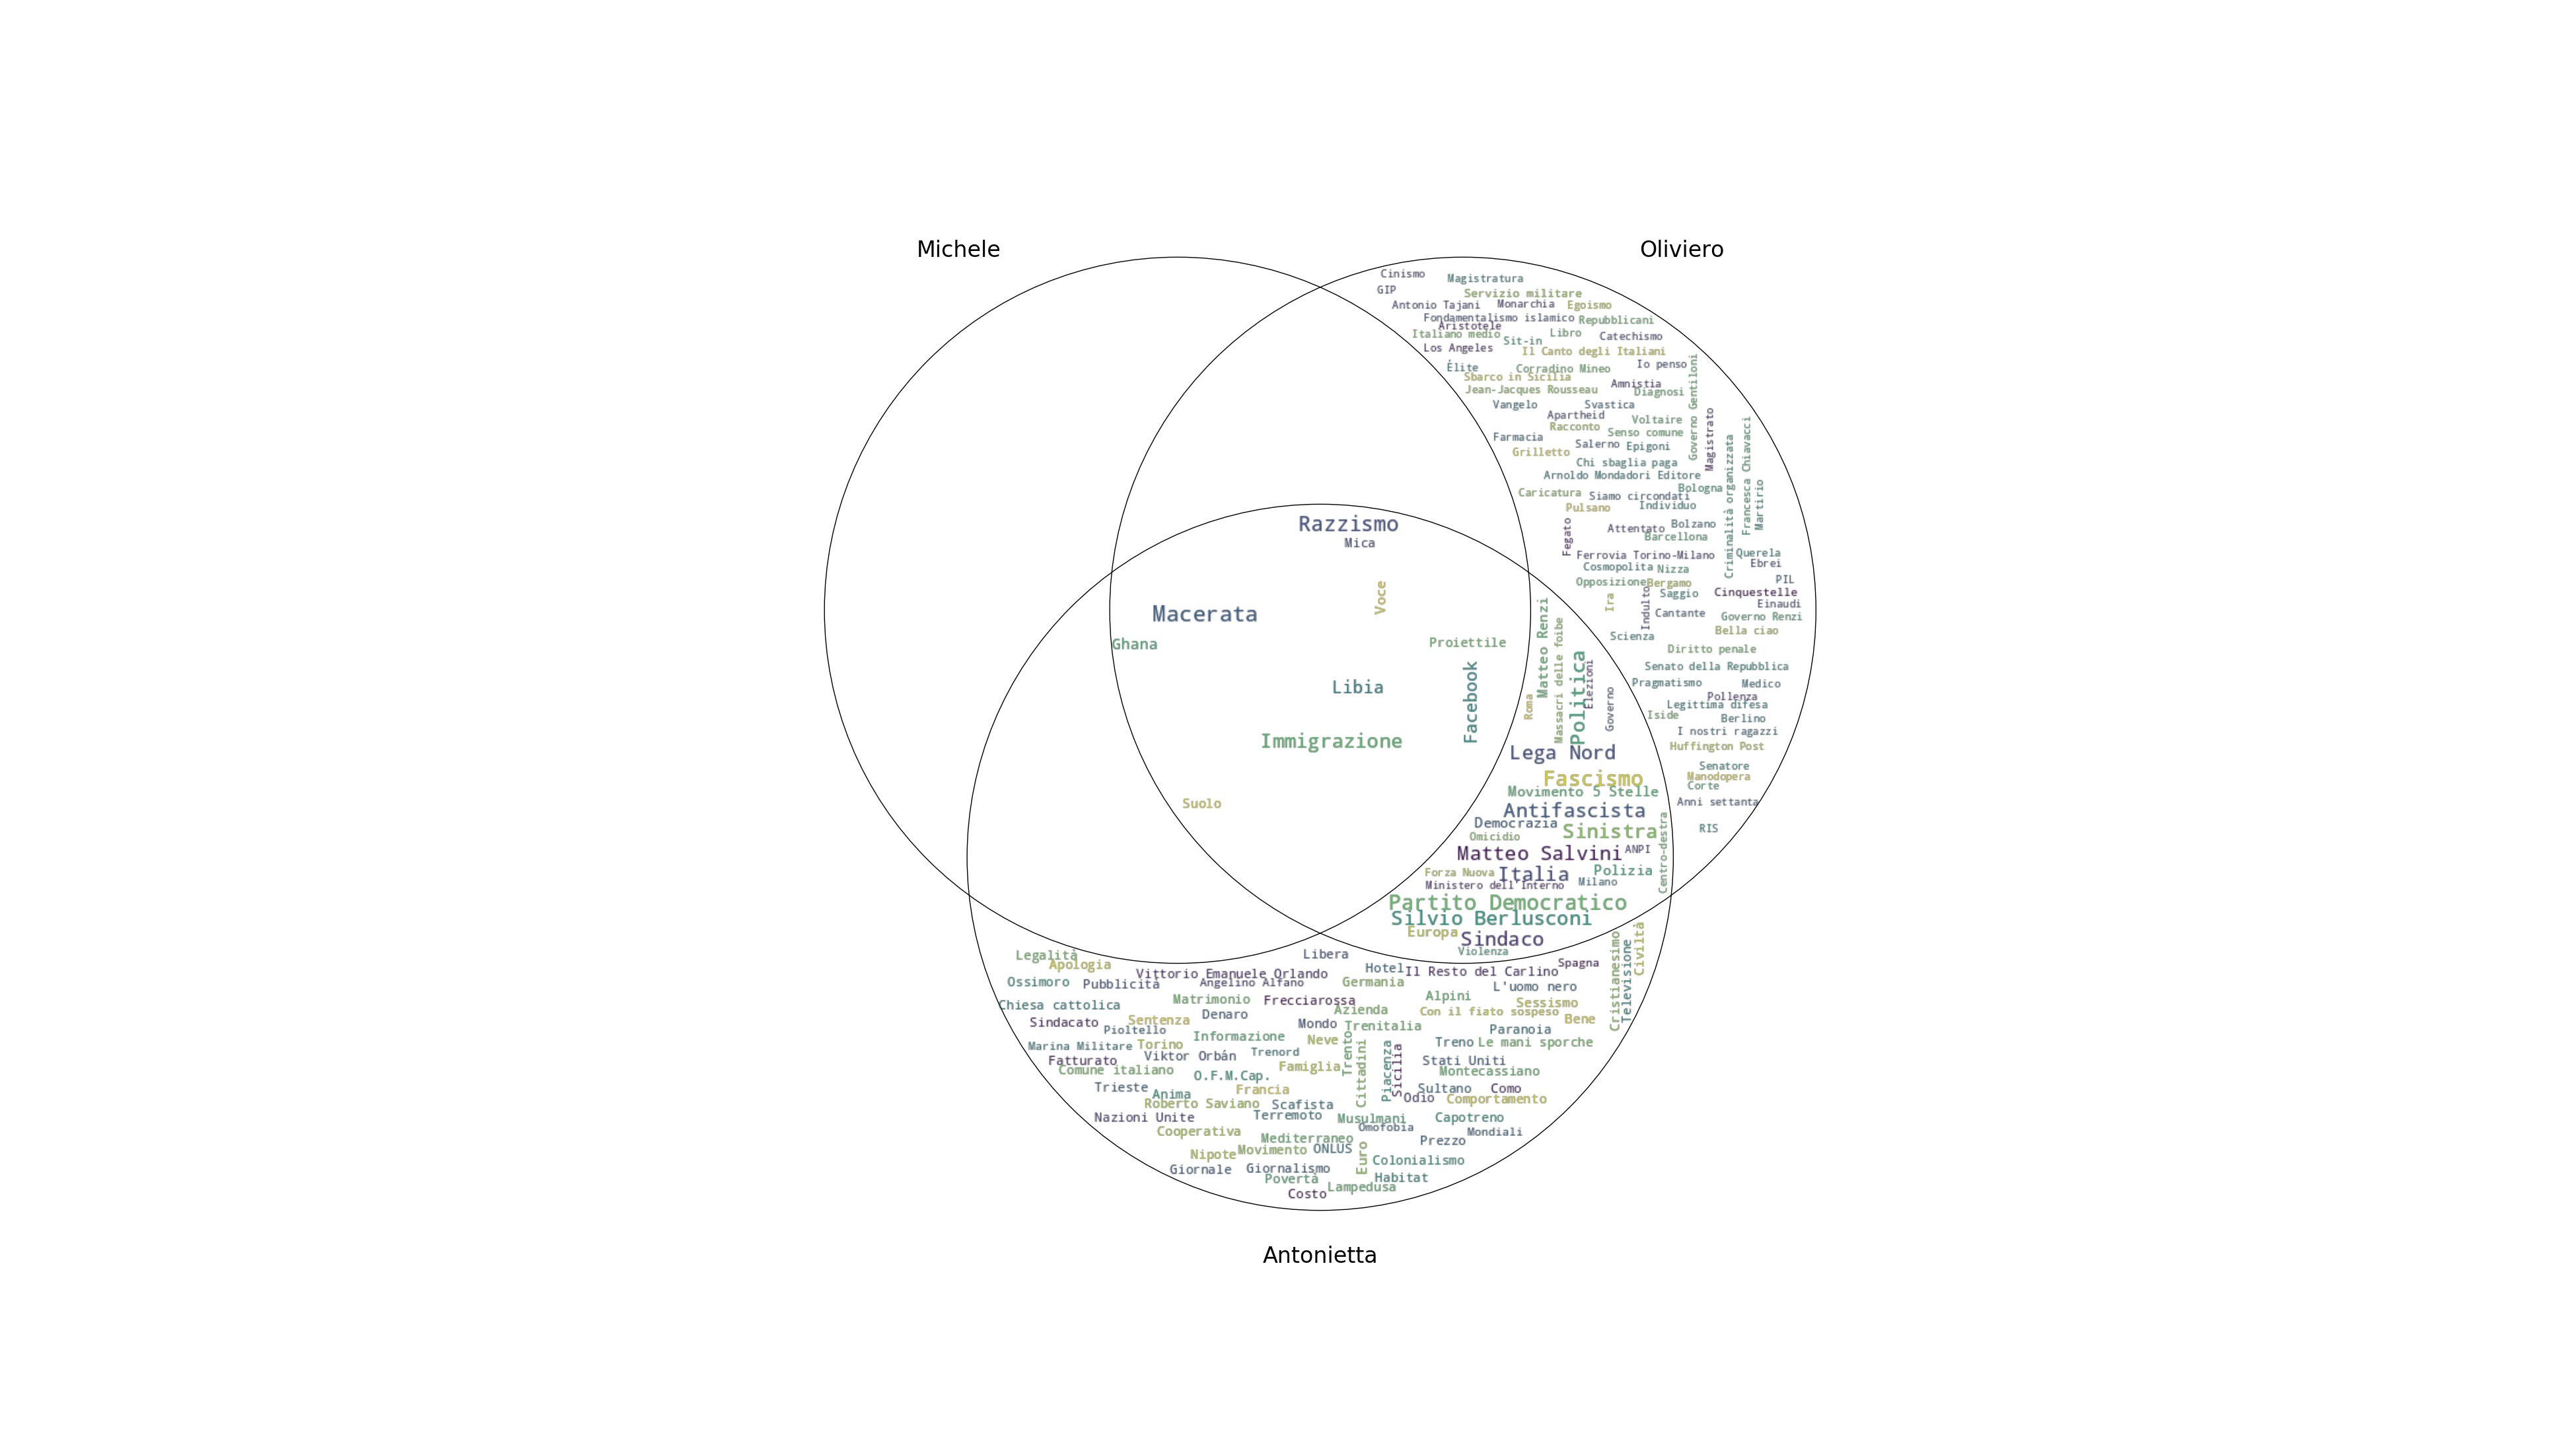 Michele
Oliviero
Cinismo
Magistratura
GIP
Servizio militare
Antonio Tajani
Monarchia
Egoismo
Fondamentalismo islamico
Repubblicani
Aristotele
Italiano medio
Libro
Catechismo
Sit-in
Los Angeles
Il Canto degli Italiani
Élite
Corradino Mineo
Io penso
Sbarco in Sicilia
Amnistia
Jean-Jacques Rousseau
Diagnosi
Governo Gentiloni
Vangelo
Svastica
Apartheid
Voltaire
Racconto
Senso comune
Farmacia
Salerno
Epigoni
Magistrato
Grilletto
Chi sbaglia paga
Arnoldo Mondadori Editore
Criminalità organizzata
Francesca Chiavacci
Martirio
Caricatura
Siamo circondati
Bologna
Pulsano
Individuo
Fegato
Attentato
Bolzano
Barcellona
Ferrovia Torino-Milano
Querela
Cosmopolita
Nizza
Ebrei
Opposizione
Bergamo
PIL
Ira
Indulto
Saggio
Cinquestelle
Einaudi
Cantante
Governo Renzi
Bella ciao
Scienza
Diritto penale
Senato della Repubblica
Pragmatismo
Medico
Pollenza
Legittima difesa
Iside
Berlino
I nostri ragazzi
Huffington Post
Senatore
Manodopera
Corte
Anni settanta
RIS
Razzismo
Mica
Voce
Macerata
Ghana
Proiettile
Libia
Facebook
Immigrazione
Suolo
Matteo Renzi
Massacri delle foibe
Politica
Elezioni
Roma
Governo
Lega Nord
Fascismo
Movimento 5 Stelle
Antifascista
Democrazia
Sinistra
Omicidio
Centro-destra
Matteo Salvini
ANPI
Forza Nuova
Italia
Polizia
Ministero dell'Interno
Milano
Partito Democratico
Silvio Berlusconi
Europa
Sindaco
Violenza
Legalità
Apologia
Libera
Cristianesimo
Televisione
Civiltà
Ossimoro
Pubblicità
Vittorio Emanuele Orlando
Angelino Alfano
Hotel
Germania
Il Resto del Carlino
Spagna
L'uomo nero
Chiesa cattolica
Matrimonio
Frecciarossa
Alpini
Sessismo
Azienda
Con il fiato sospeso
Bene
Sindacato
Sentenza
Denaro
Pioltello
Mondo
Trenitalia
Paranoia
Informazione
Neve
Marina Militare
Torino
Treno
Le mani sporche
Fatturato
Viktor Orbán
Trenord
Trento
Cittadini
Piacenza
Sicilia
Stati Uniti
Comune italiano
O.F.M.Cap.
Famiglia
Montecassiano
Trieste
Anima
Francia
Sultano
Como
Odio
Comportamento
Roberto Saviano
Scafista
Nazioni Unite
Terremoto
Musulmani
Capotreno
Omofobia
Cooperativa
Mediterraneo
Prezzo
Mondiali
Nipote
Movimento
ONLUS
Euro
Colonialismo
Giornale
Giornalismo
Povertà
Habitat
Costo
Lampedusa
Antonietta